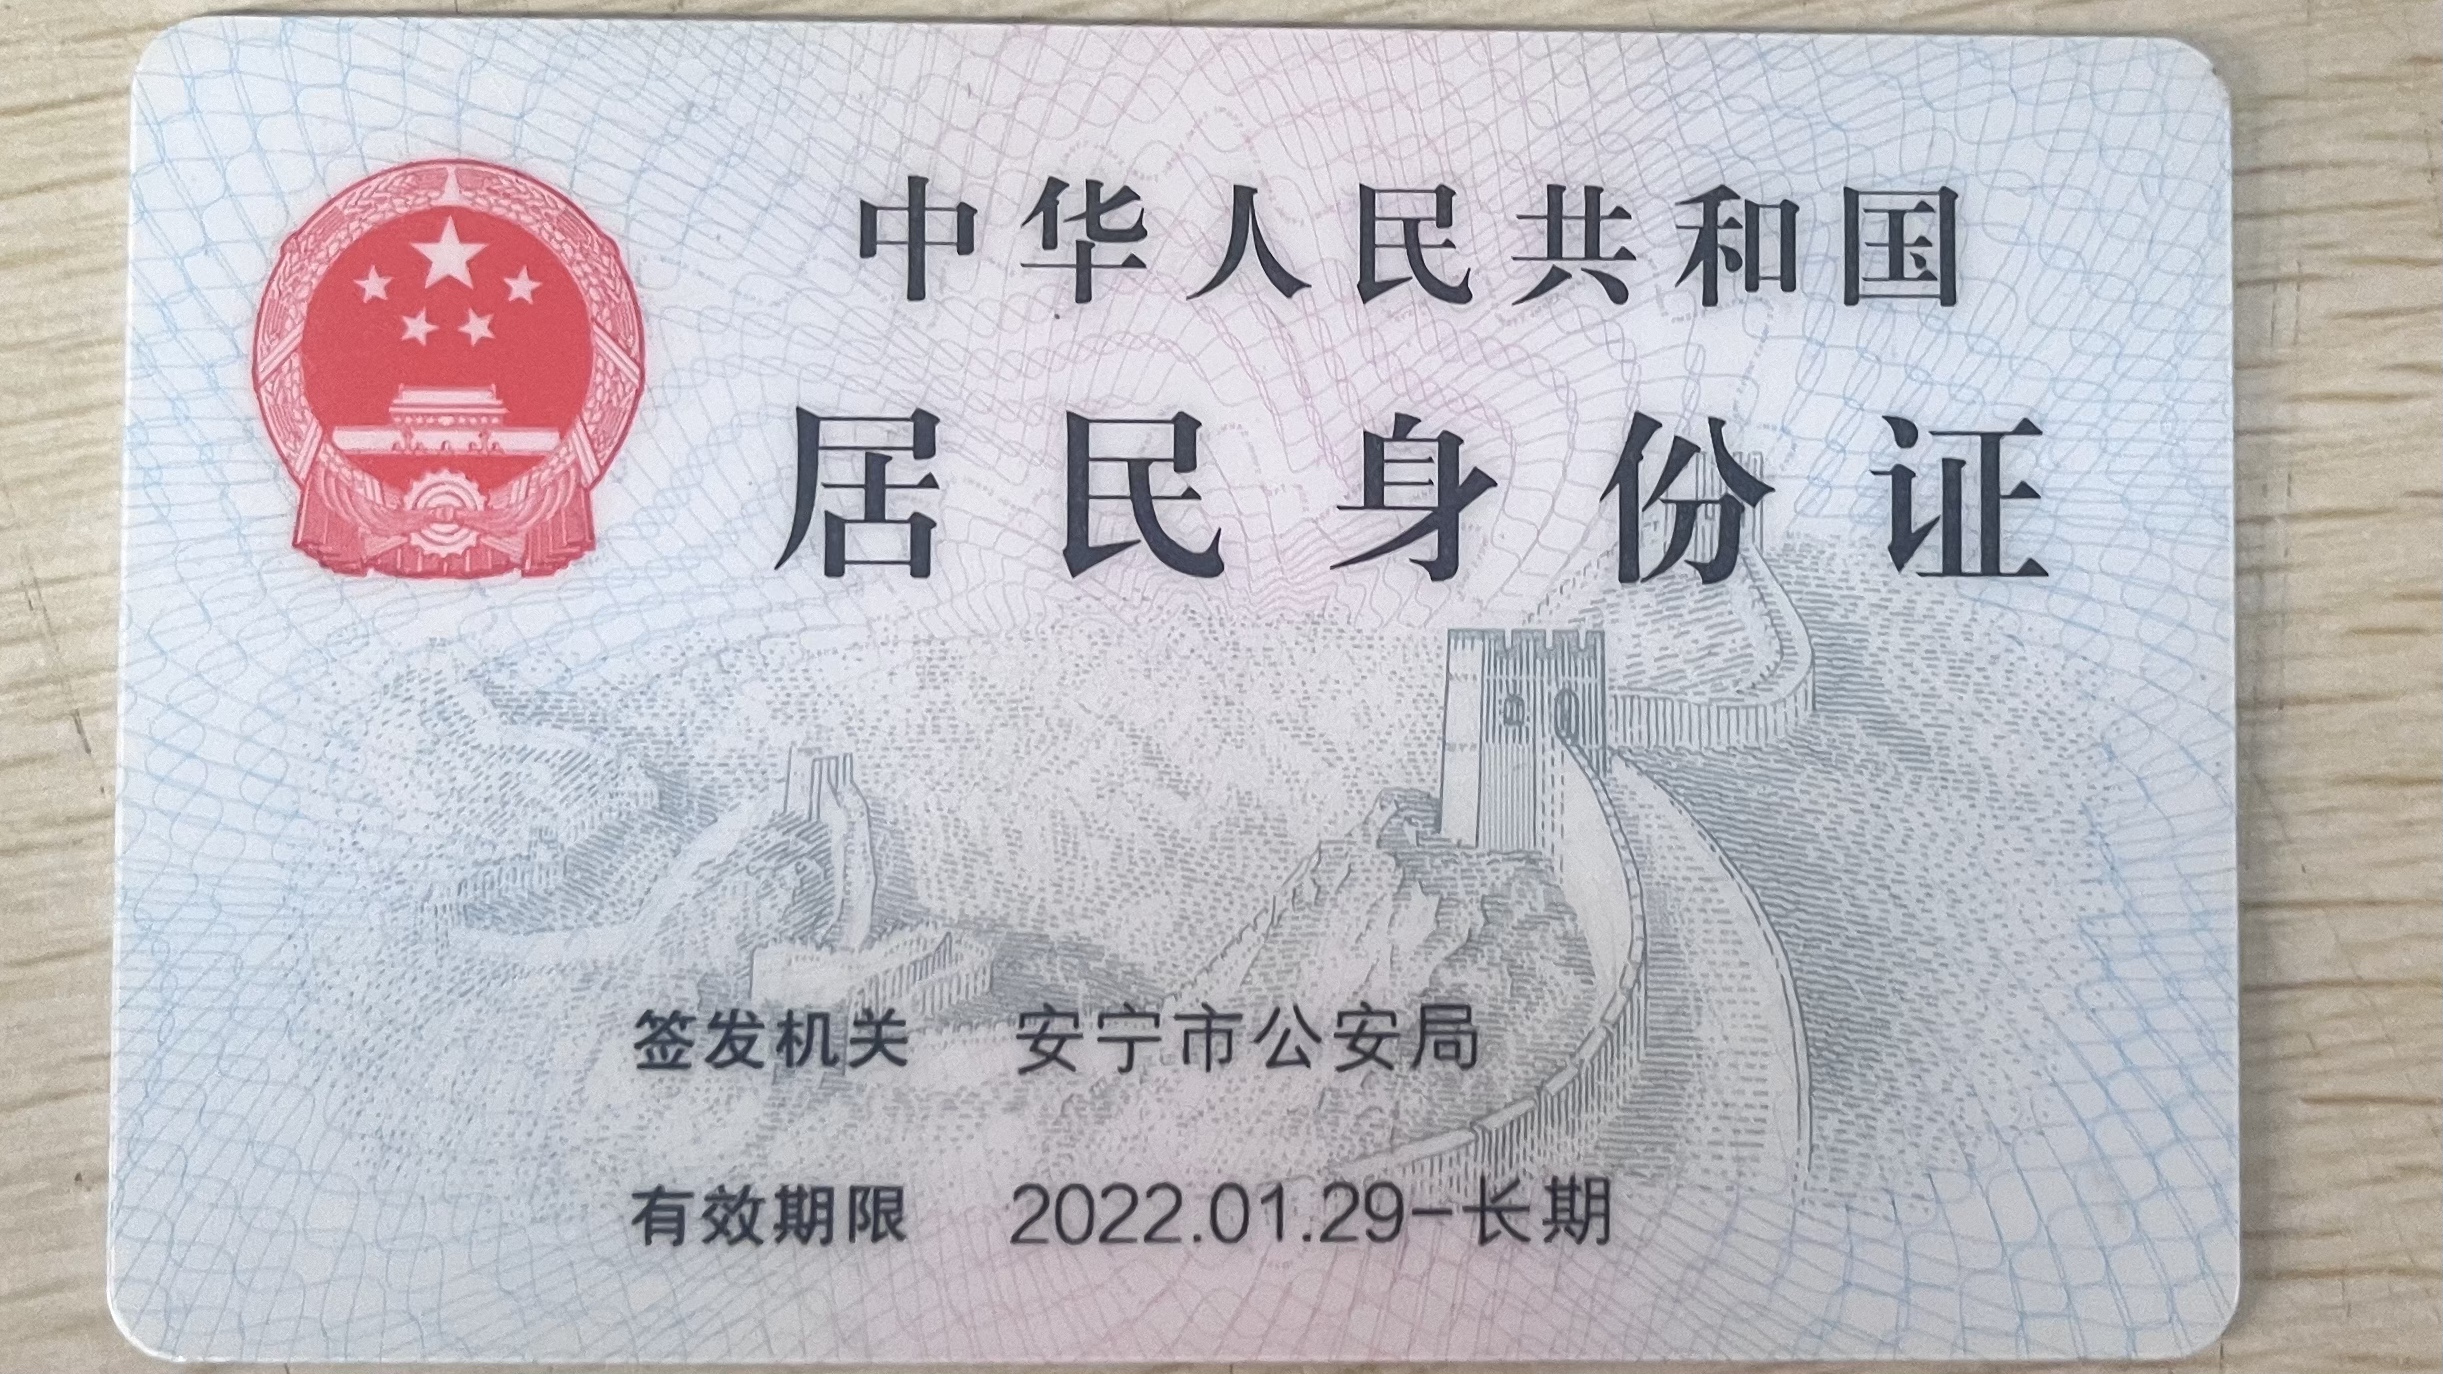 中华人民共和国
居民身份证
签发机关 安宁市公安局
有效期限 2022.01.29-长期